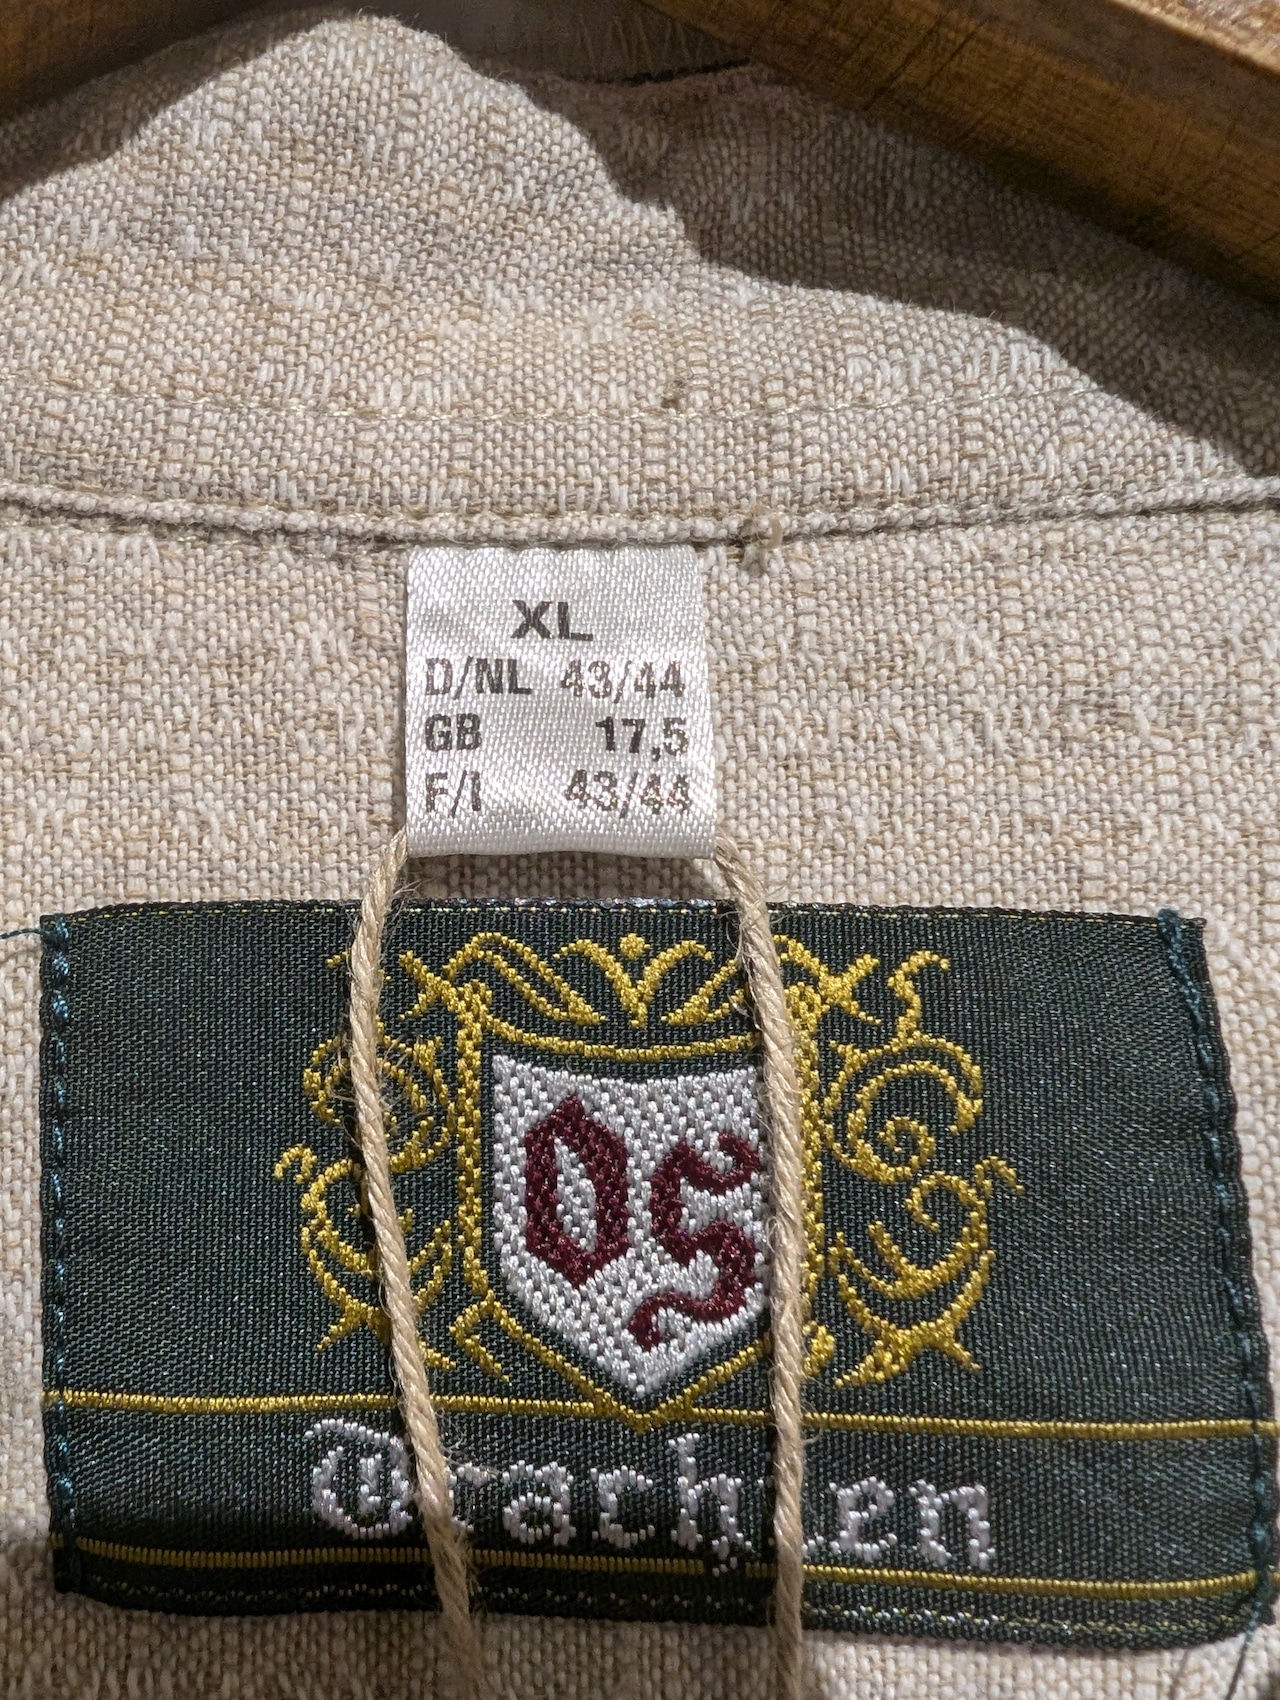 XL
D/NL 43/44
GB 17,5
F/I 43/44
OS
Trachten